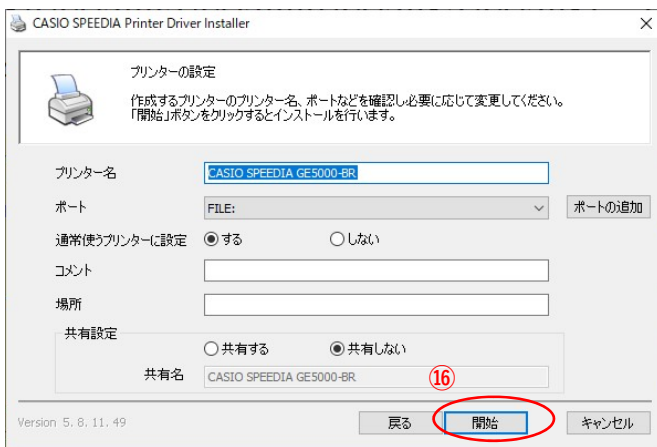 CASIO SPEEDIA Printer Driver Installer
プリンターの設定
作成するプリンターのプリンター名、ポートなどを確認し必要に応じて変更してください。
「開始」ボタンをクリックするとインストールを行います。
プリンター名 CASIO SPEEDIA GE5000-BR
ポート FILE: ポートの追加
通常使うプリンターに設定 する しない
コメント
場所
共有設定
共有する 共有しない
共有名 CASIO SPEEDIA GE5000-BR
⑯
Version 5.8.11.49 戻る 開始 キャンセル